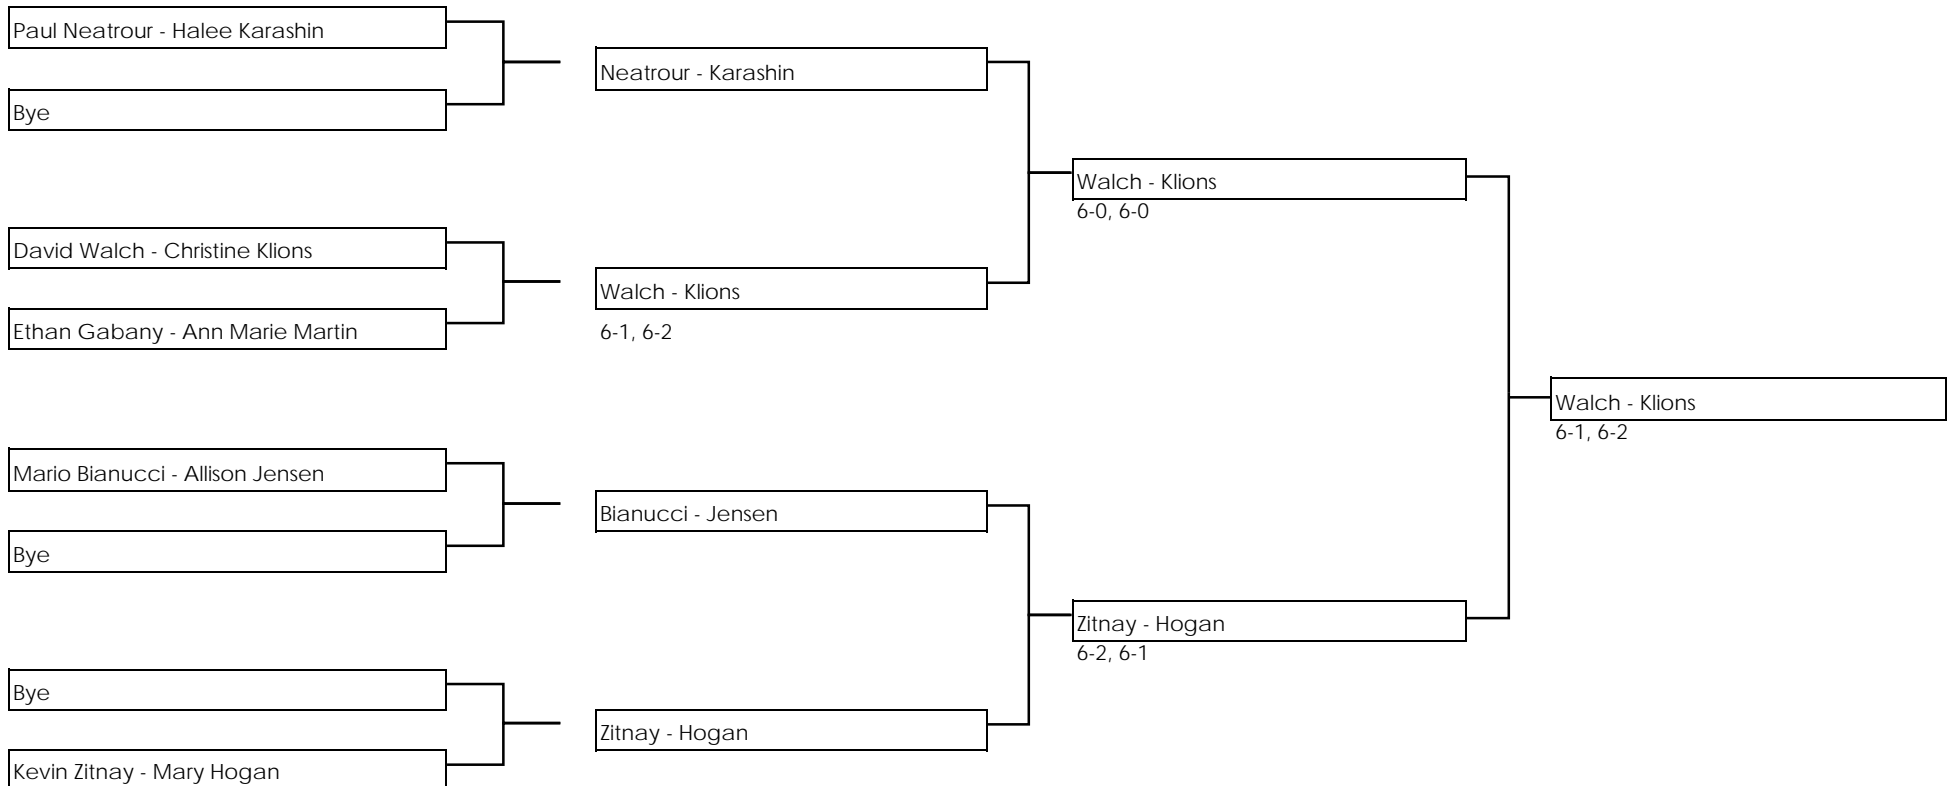 Paul Neatrour - Halee Karashin
Bye
David Walch - Christine Klions
Ethan Gabany - Ann Marie Martin
Mario Bianucci - Allison Jensen
Bye
Bye
Kevin Zitnay - Mary Hogan
Neatrour - Karashin
Walch - Klions
6-1, 6-2
Bianucci - Jensen
Zitnay - Hogan
Walch - Klions
6-0, 6-0
Zitnay - Hogan
6-2, 6-1
Walch - Klions
6-1, 6-2